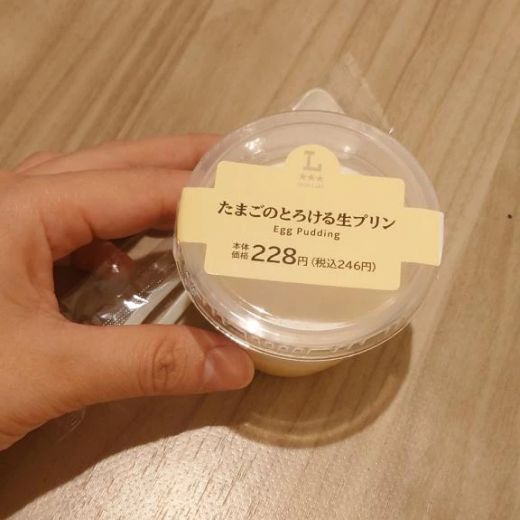 L
たまごのとろける生プリン
Egg Pudding
本体価格 228円(税込246円)